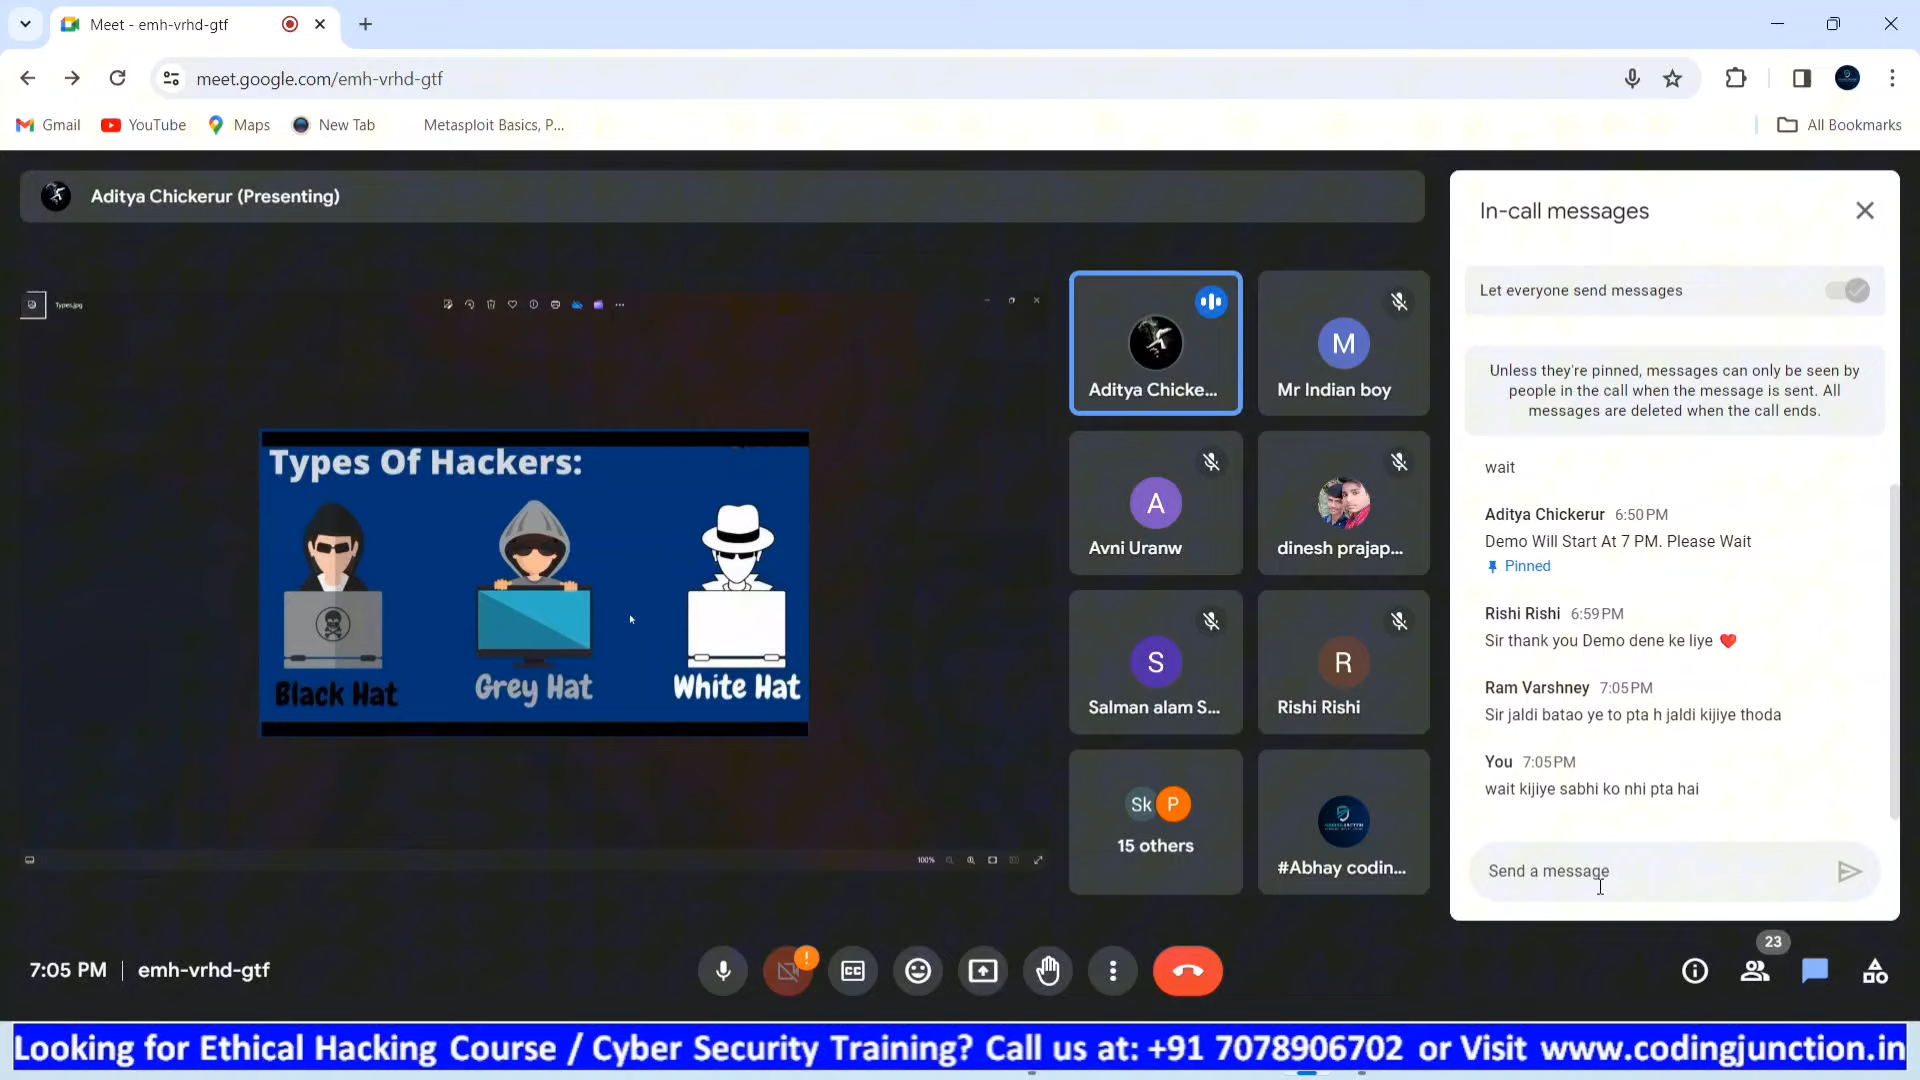 Meet - emh-vrhd-gtf
meet.google.com/emh-vrhd-gtf
Gmail
YouTube
Maps
New Tab
Metasploit Basics, P...
All Bookmarks
Aditya Chickerur (Presenting)
Types.jpg
Types Of Hackers:
Black Hat
Grey Hat
White Hat
100%
Aditya Chicke...
M
Mr Indian boy
A
Avni Uranw
dinesh prajap...
S
Salman alam S...
R
Rishi Rishi
Sk P
15 others
#Abhay codin...
In-call messages
Let everyone send messages
Unless they're pinned, messages can only be seen by
people in the call when the message is sent. All
messages are deleted when the call ends.
wait
Aditya Chickerur 6:50 PM
Demo Will Start At 7 PM. Please Wait
Pinned
Rishi Rishi 6:59 PM
Sir thank you Demo dene ke liye ❤️
Ram Varshney 7:05 PM
Sir jaldi batao ye to pta h jaldi kijiye thoda
You 7:05 PM
wait kijiye sabhi ko nhi pta hai
Send a message
7:05 PM | emh-vrhd-gtf
!
23
Looking for Ethical Hacking Course / Cyber Security Training? Call us at: +91 7078906702 or Visit www.codingjunction.in